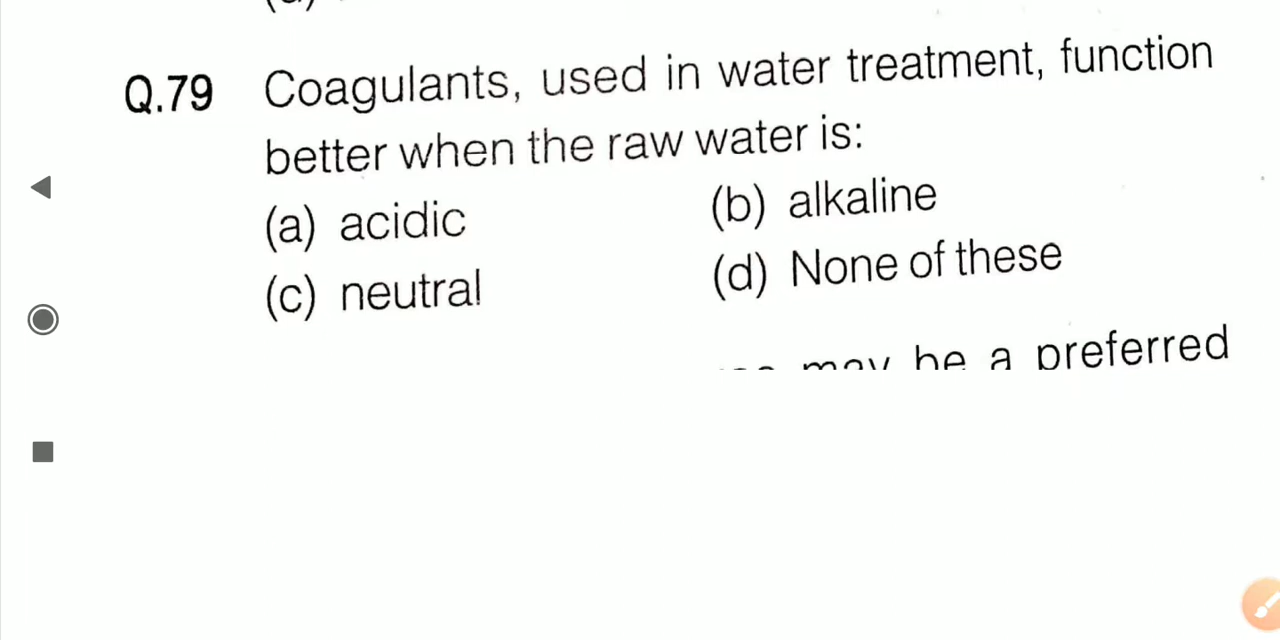 Q.79 Coagulants, used in water treatment, function
better when the raw water is:
(a) acidic (b) alkaline
(c) neutral (d) None of these
may be a preferred